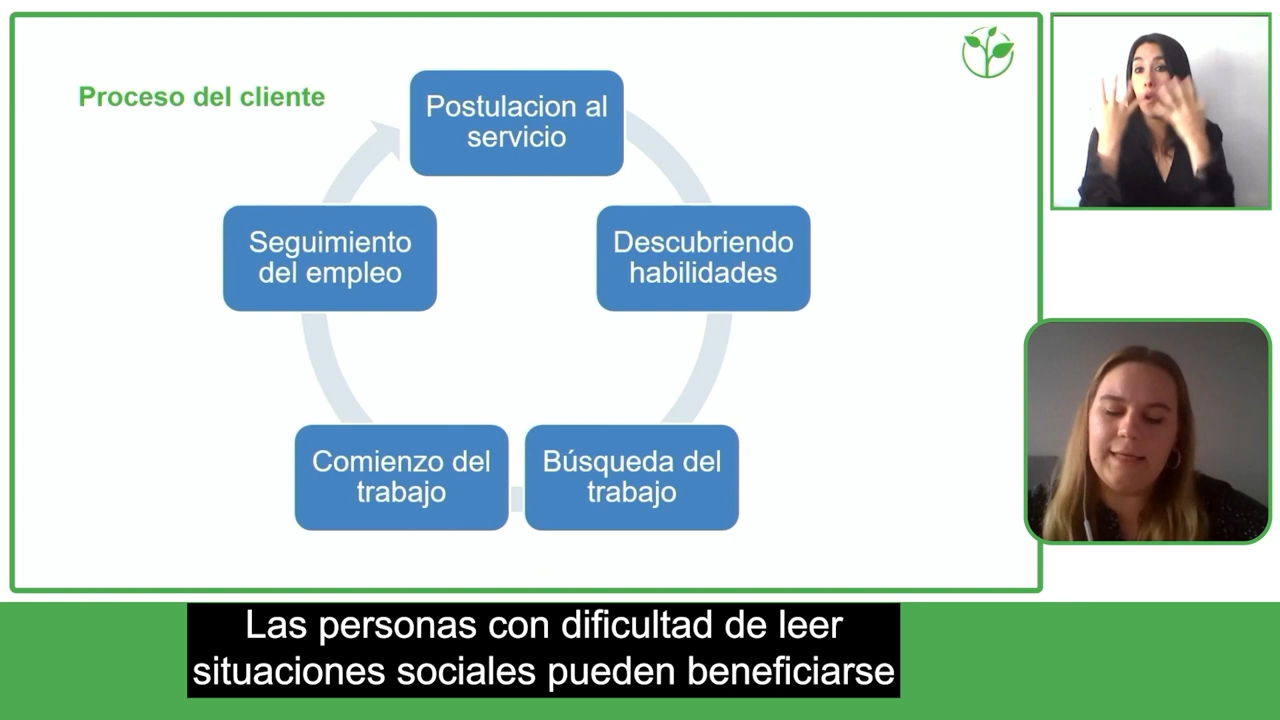 Proceso del cliente
Postulacion al
servicio
Seguimiento
del empleo
Descubriendo
habilidades
Comienzo del
trabajo
Búsqueda del
trabajo
Las personas con dificultad de leer
situaciones sociales pueden beneficiarse